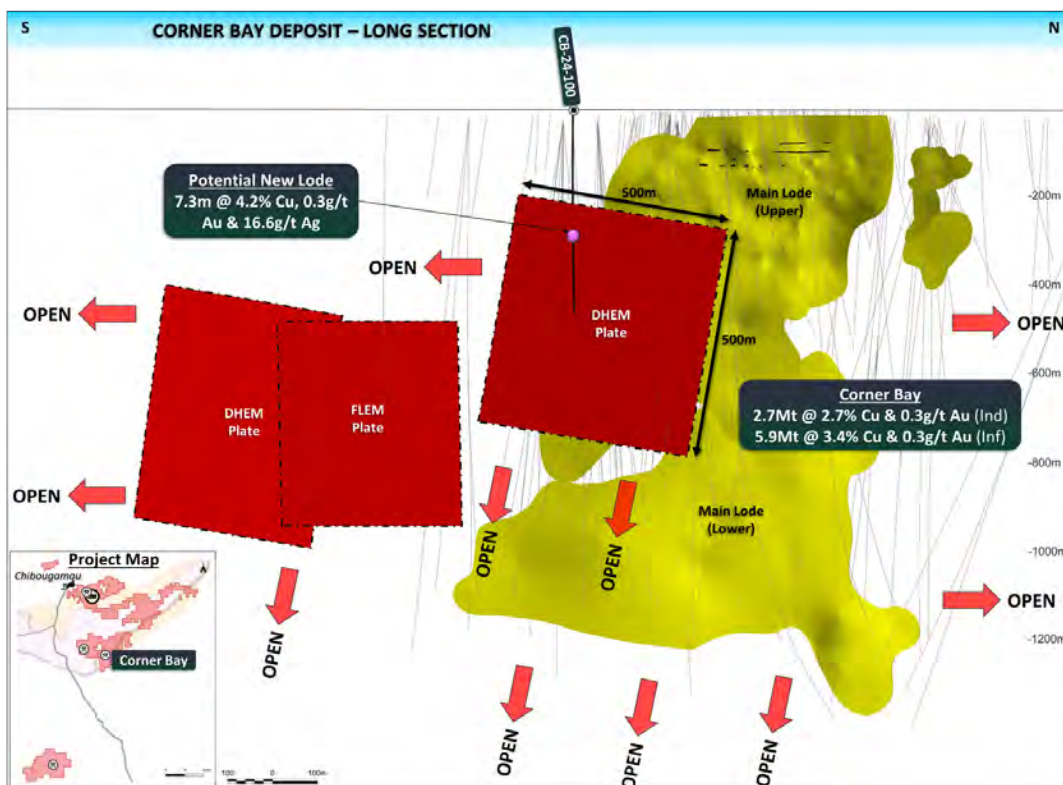 S
CORNER BAY DEPOSIT – LONG SECTION
N
CB-24-100
Potential New Lode
7.3m @ 4.2% Cu, 0.3g/t
Au & 16.6g/t Ag
500m
Main Lode
(Upper)
-200m
OPEN
OPEN
-400m
OPEN
DHEM
Plate
500m
-600m
DHEM
Plate
FLEM
Plate
Corner Bay
2.7Mt @ 2.7% Cu & 0.3g/t Au (Ind)
5.9Mt @ 3.4% Cu & 0.3g/t Au (Inf)
-800m
OPEN
Main Lode
(Lower)
OPEN
OPEN
-1000m
Project Map
Chibougamau
OPEN
OPEN
-1200m
Corner Bay
OPEN
OPEN
OPEN
100
0
100m